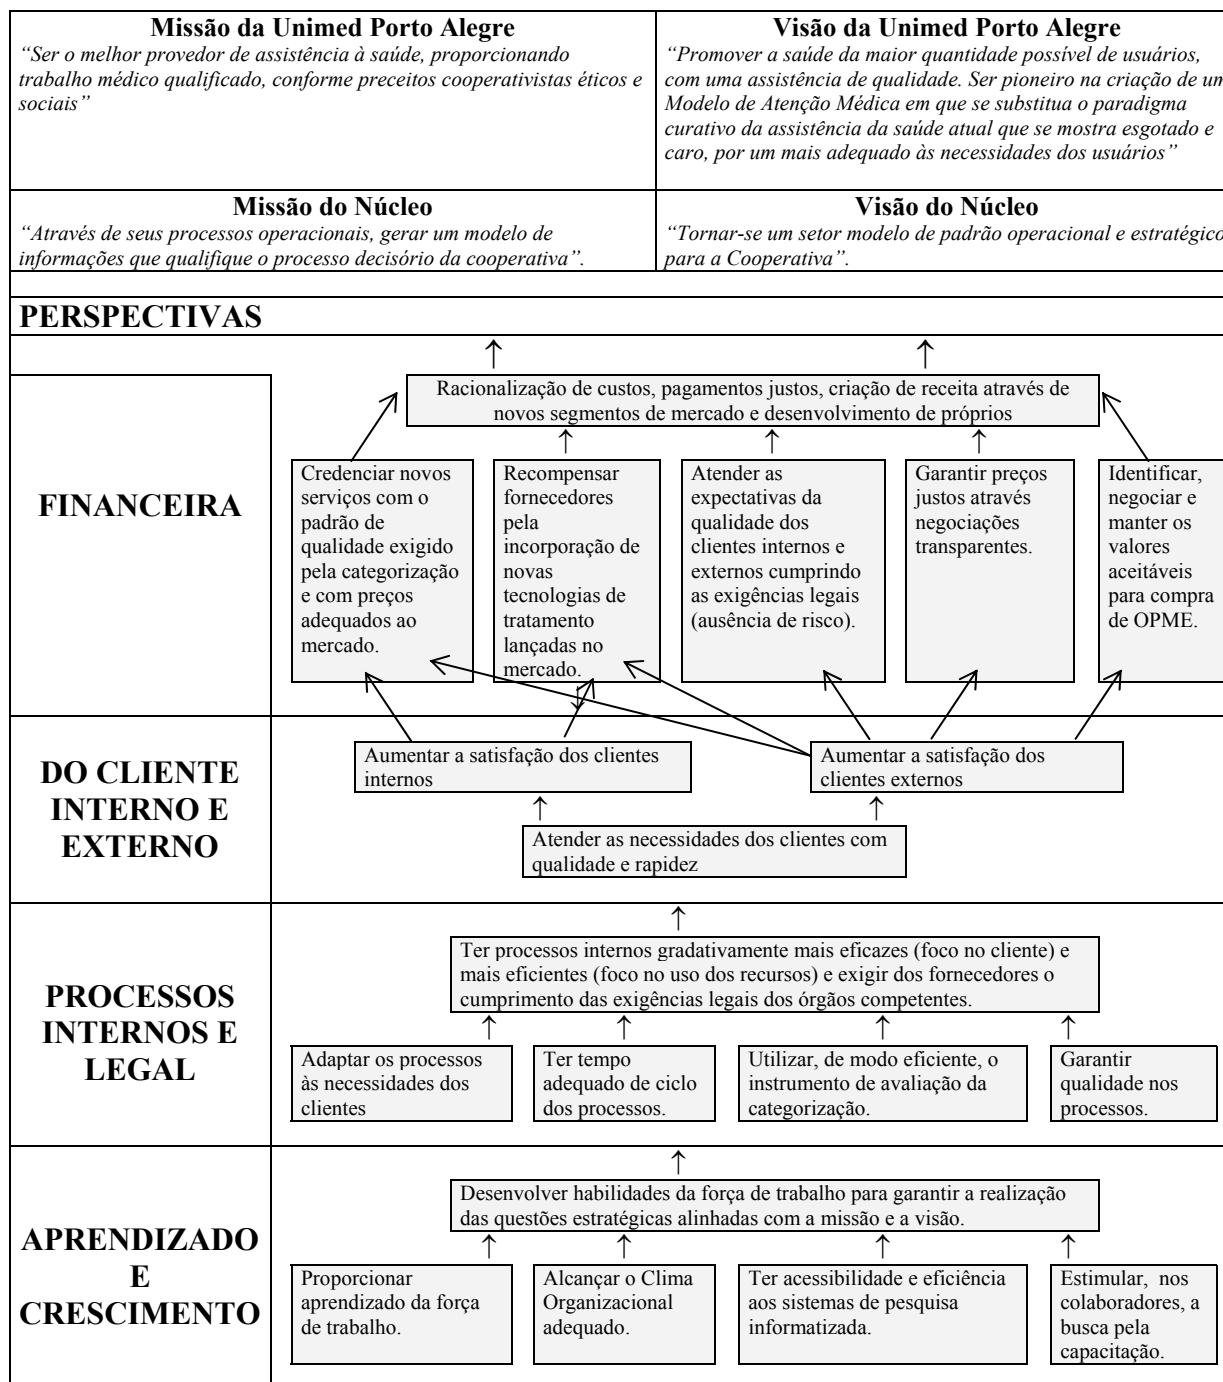 Missão da Unimed Porto Alegre
“Ser o melhor provedor de assistência à saúde, proporcionando
trabalho médico qualificado, conforme preceitos cooperativistas éticos e
sociais”
Visão da Unimed Porto Alegre
“Promover a saúde da maior quantidade possível de usuários,
com uma assistência de qualidade. Ser pioneiro na criação de um
Modelo de Atenção Médica em que se substitua o paradigma
curativo da assistência da saúde atual que se mostra esgotado e
caro, por um mais adequado às necessidades dos usuários”
Missão do Núcleo
“Através de seus processos operacionais, gerar um modelo de
informações que qualifique o processo decisório da cooperativa”.
Visão do Núcleo
“Tornar-se um setor modelo de padrão operacional e estratégico
para a Cooperativa”.
PERSPECTIVAS
FINANCEIRA
Racionalização de custos, pagamentos justos, criação de receita através de
novos segmentos de mercado e desenvolvimento de próprios
Credenciar novos
serviços com o
padrão de
qualidade exigido
pela categorização
e com preços
adequados ao
mercado.
Recompensar
fornecedores
pela
incorporação de
novas
tecnologias de
tratamento
lançadas no
mercado.
Atender as
expectativas da
qualidade dos
clientes internos e
externos cumprindo
as exigências legais
(ausência de risco).
Garantir preços
justos através
negociações
transparentes.
Identificar,
negociar e
manter os
valores
aceitáveis
para compra
de OPME.
DO CLIENTE
INTERNO E
EXTERNO
Aumentar a satisfação dos clientes
internos
Aumentar a satisfação dos
clientes externos
Atender as necessidades dos clientes com
qualidade e rapidez
PROCESSOS
INTERNOS E
LEGAL
Ter processos internos gradativamente mais eficazes (foco no cliente) e
mais eficientes (foco no uso dos recursos) e exigir dos fornecedores o
cumprimento das exigências legais dos órgãos competentes.
Adaptar os processos
às necessidades dos
clientes
Ter tempo
adequado de ciclo
dos processos.
Utilizar, de modo eficiente, o
instrumento de avaliação da
categorização.
Garantir
qualidade nos
processos.
APRENDIZADO
E
CRESCIMENTO
Desenvolver habilidades da força de trabalho para garantir a realização
das questões estratégicas alinhadas com a missão e a visão.
Proporcionar
aprendizado da força
de trabalho.
Alcançar o Clima
Organizacional
adequado.
Ter acessibilidade e eficiência
aos sistemas de pesquisa
informatizada.
Estimular, nos
colaboradores, a
busca pela
capacitação.